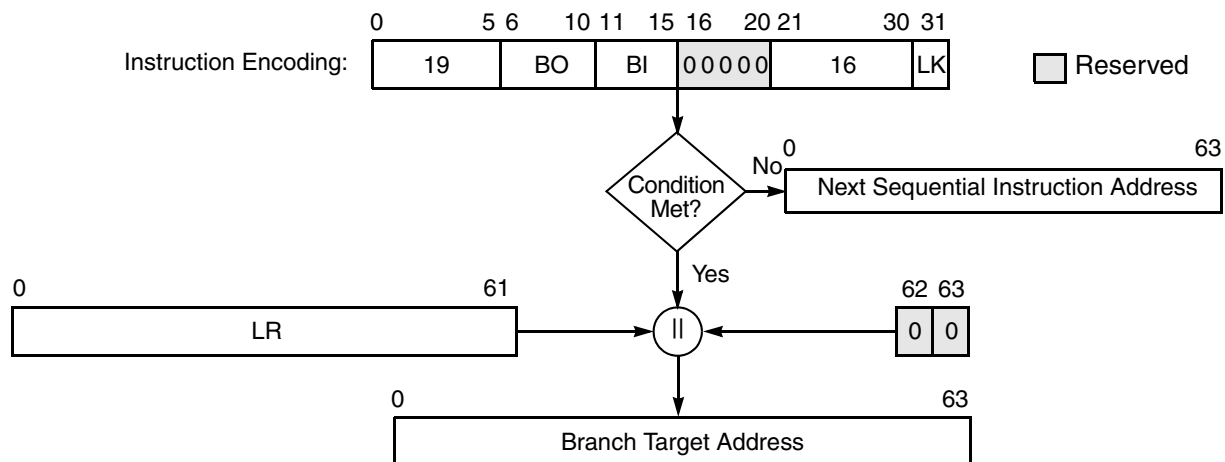 0 5 6 10 11 15 16 20 21 30 31
Instruction Encoding: 19 BO BI 0 0 0 0 0 16 LK Reserved
No 0 63
Condition Met?
Next Sequential Instruction Address
Yes
0 61 62 63
LR || 0 0
0 63
Branch Target Address